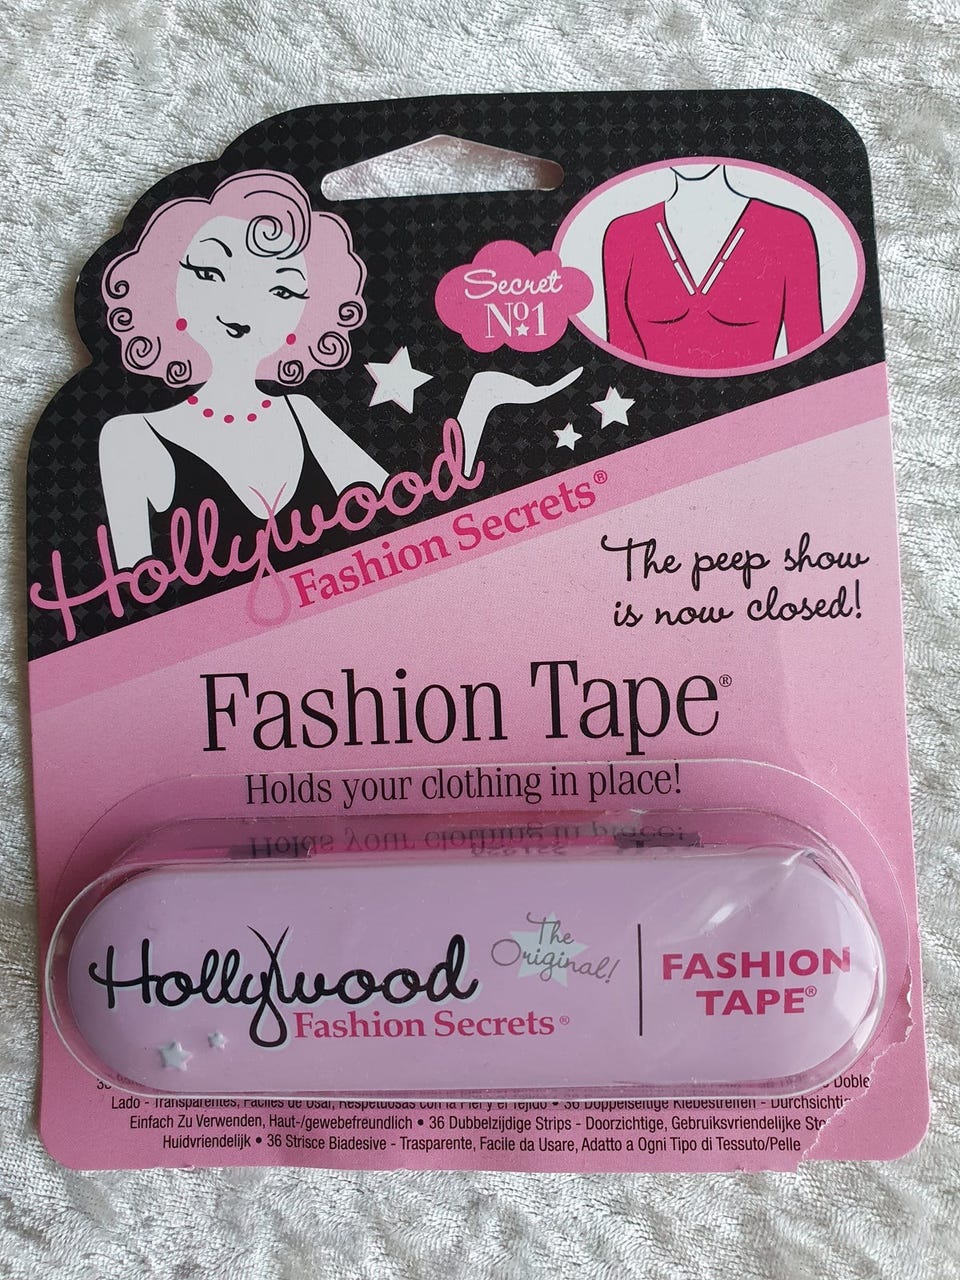 Secret
No1
Hollywood
Fashion Secrets®
The peep show
is now closed!
Fashion Tape®
Holds your clothing in place!
Hollywood
Fashion Secrets®
The
Original!
FASHION
TAPE®
Doble
Lado - Transparentes, Fáciles de Usar, Respetuosas con la Piel y el Tejido • 36 Doppelseitige Klebestreifen - Durchsichtig
Einfach Zu Verwenden, Haut-/gewebefreundlich • 36 Dubbelzijdige Strips - Doorzichtige, Gebruiksvriendelijke
Huidvriendelijk • 36 Strisce Biadesive - Trasparente, Facile da Usare, Adatto a Ogni Tipo di Tessuto/Pelle